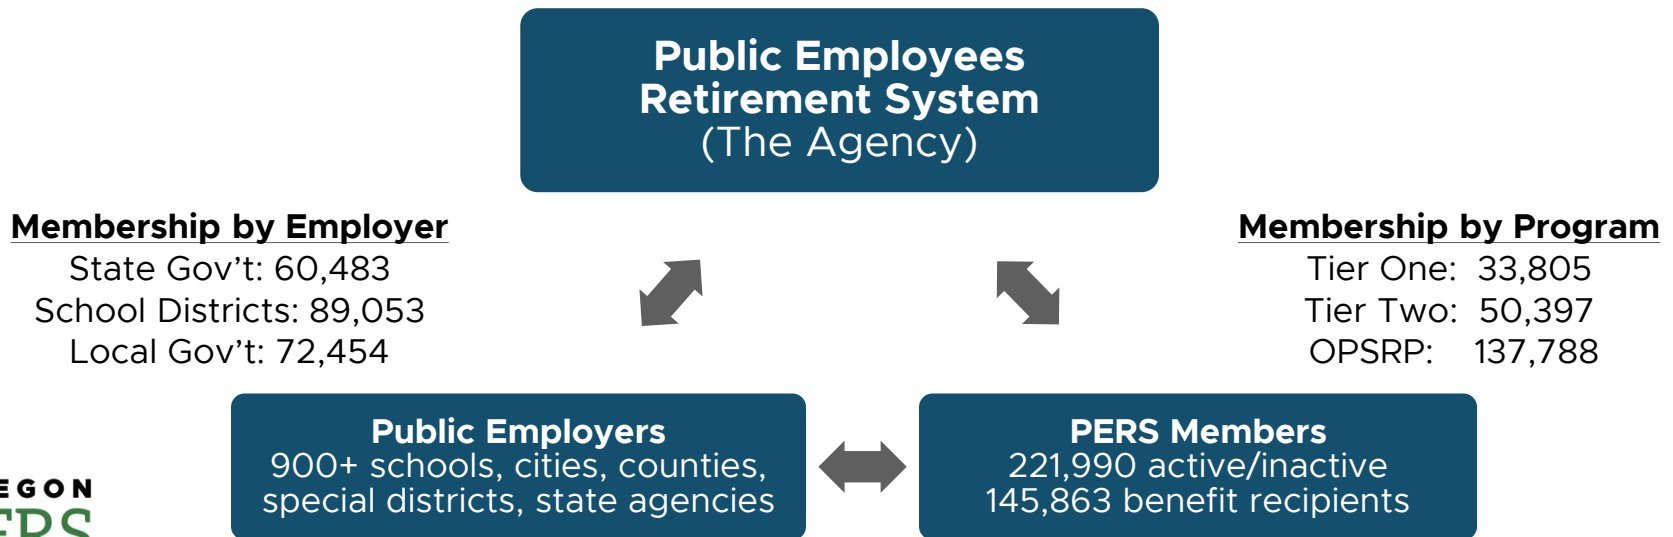 Public Employees
Retirement System
(The Agency)
Membership by Employer
State Gov’t: 60,483
School Districts: 89,053
Local Gov’t: 72,454
Membership by Program
Tier One: 33,805
Tier Two: 50,397
OPSRP: 137,788
Public Employers
900+ schools, cities, counties,
special districts, state agencies
PERS Members
221,990 active/inactive
145,863 benefit recipients
EGON